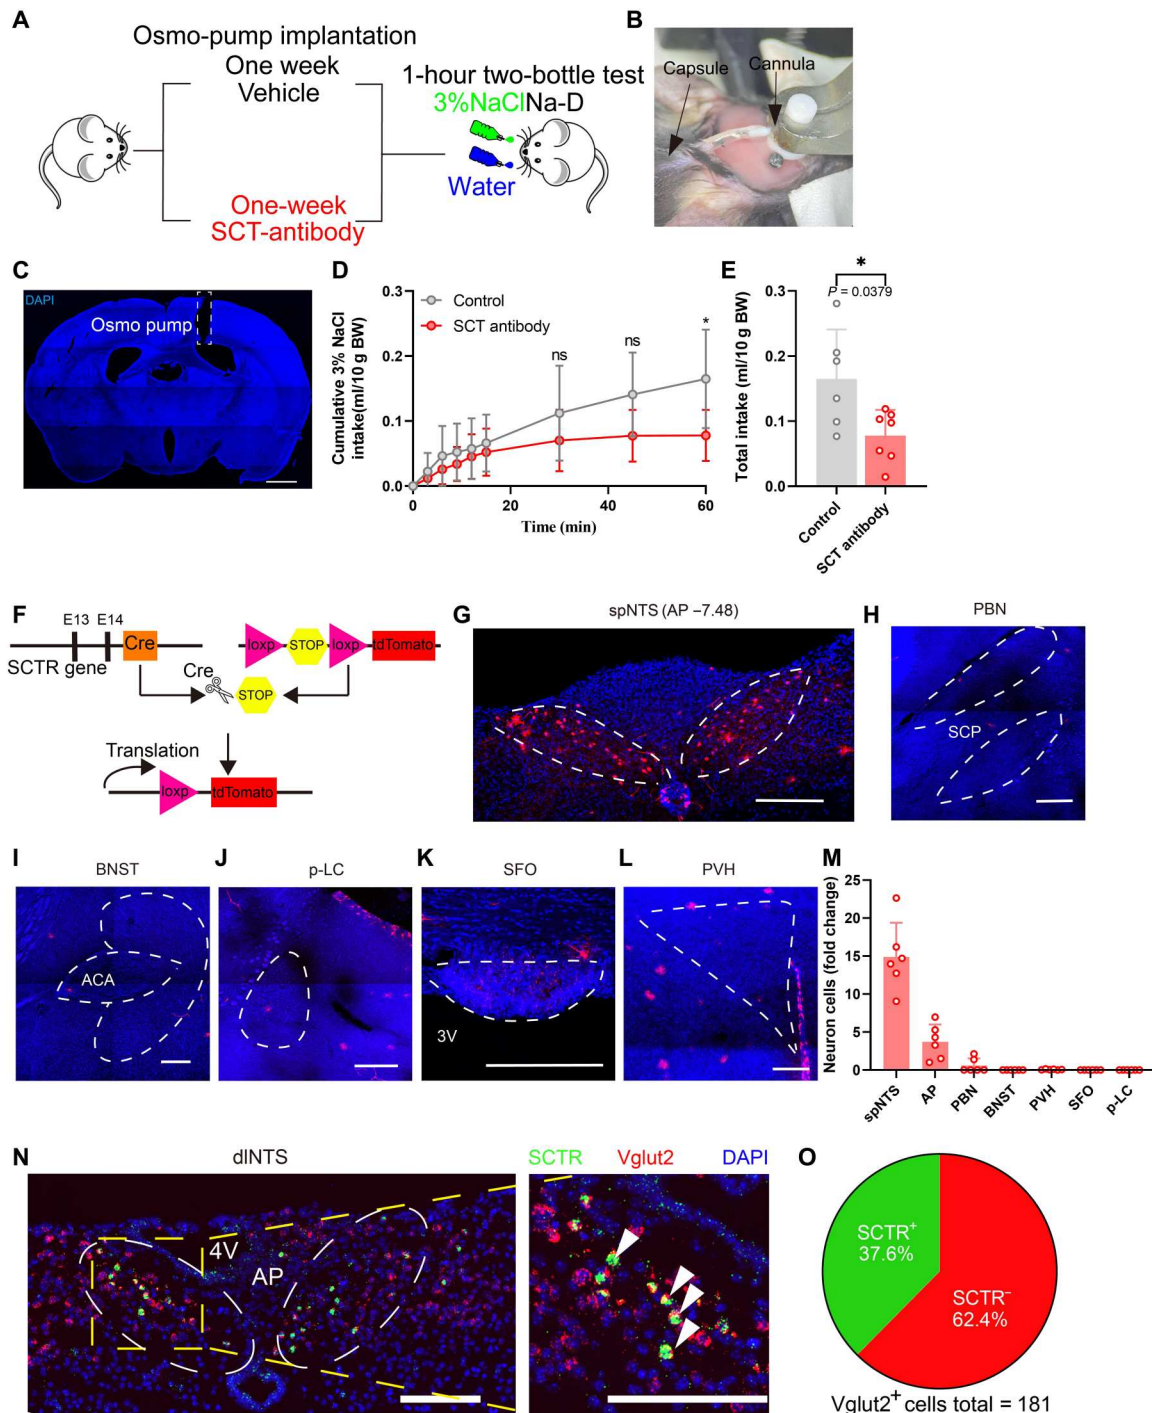 A
Osmo-pump implantation
One week
Vehicle
One-week
SCT-antibody
1-hour two-bottle test
3%NaClNa-D
Water
B
Capsule
Cannula
C
DAPI
Osmo pump
D
Cumulative 3% NaCl
intake(ml/10 g BW)
0.3
0.2
0.1
0.0
Control
SCT antibody
ns
ns
*
0
20
40
60
Time (min)
E
Total intake (ml/10 g BW)
0.3
0.2
0.1
0.0
*
P = 0.0379
Control
SCT antibody
F
E13
E14
Cre
SCTR gene
loxp
STOP
loxp
tdTomato
Cre
STOP
Translation
loxp
tdTomato
G
spNTS (AP −7.48)
H
PBN
SCP
I
BNST
ACA
J
p-LC
K
SFO
3V
L
PVH
M
Neuron cells (fold change)
25
20
15
10
5
0
spNTS
AP
PBN
BNST
PVH
SFO
p-LC
N
dlNTS
4V
AP
SCTR
Vglut2
DAPI
O
SCTR+
37.6%
SCTR−
62.4%
Vglut2+ cells total = 181